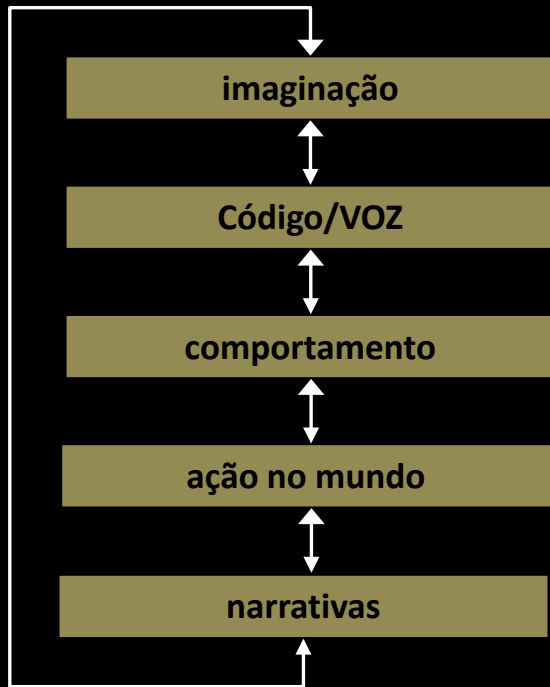 imaginação
Código/VOZ
comportamento
ação no mundo
narrativas